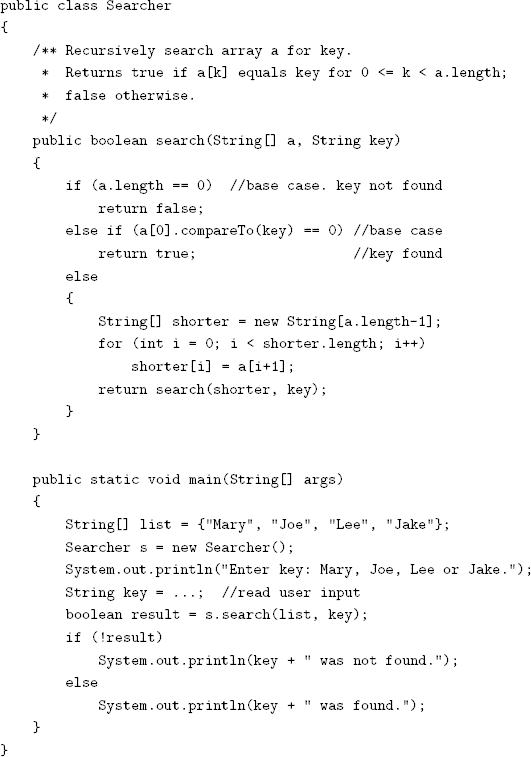 public class Searcher
{
    /** Recursively search array a for key.
     *  Returns true if a[k] equals key for 0 <= k < a.length;
     *  false otherwise.
     */
    public boolean search(String[] a, String key)
    {
        if (a.length == 0)  //base case. key not found
            return false;
        else if (a[0].compareTo(key) == 0) //base case
            return true;                   //key found
        else
        {
            String[] shorter = new String[a.length-1];
            for (int i = 0; i < shorter.length; i++)
                shorter[i] = a[i+1];
            return search(shorter, key);
        }
    }

    public static void main(String[] args)
    {
        String[] list = {"Mary", "Joe", "Lee", "Jake"};
        Searcher s = new Searcher();
        System.out.println("Enter key: Mary, Joe, Lee or Jake.");
        String key = ...;  //read user input
        boolean result = s.search(list, key);
        if (!result)
            System.out.println(key + " was not found.");
        else
            System.out.println(key + " was found.");
    }
}